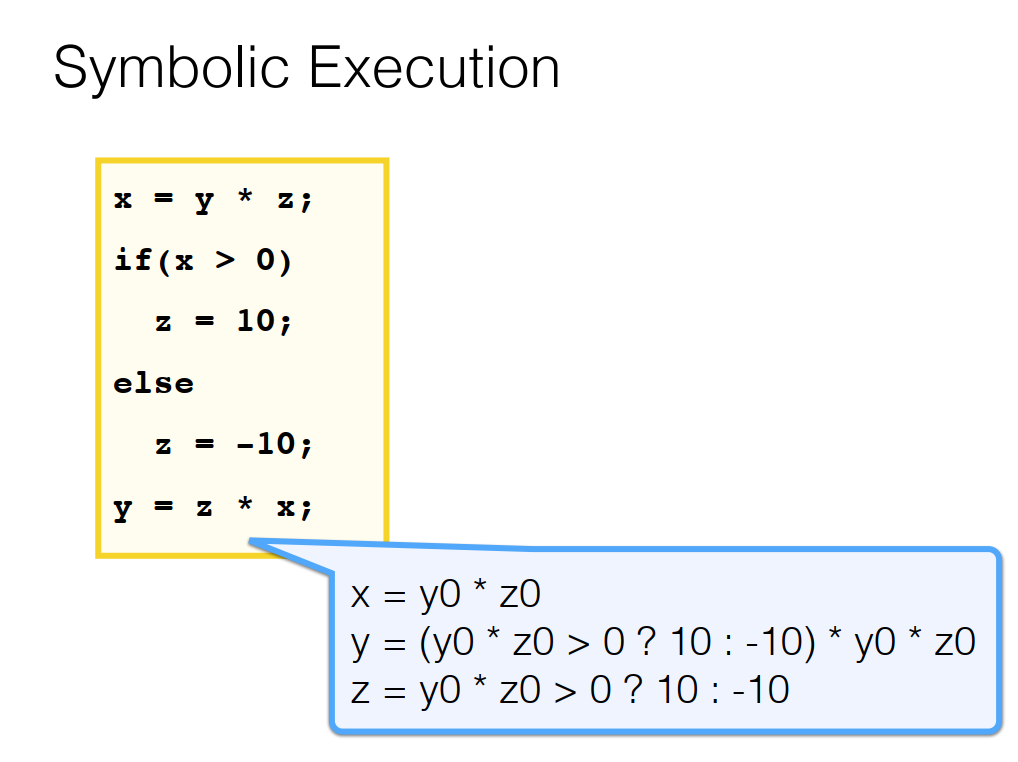 Symbolic Execution
x = y * z;
if(x > 0)
  z = 10;
else
  z = -10;
y = z * x;
x = y0 * z0
y = (y0 * z0 > 0 ? 10 : -10) * y0 * z0
z = y0 * z0 > 0 ? 10 : -10